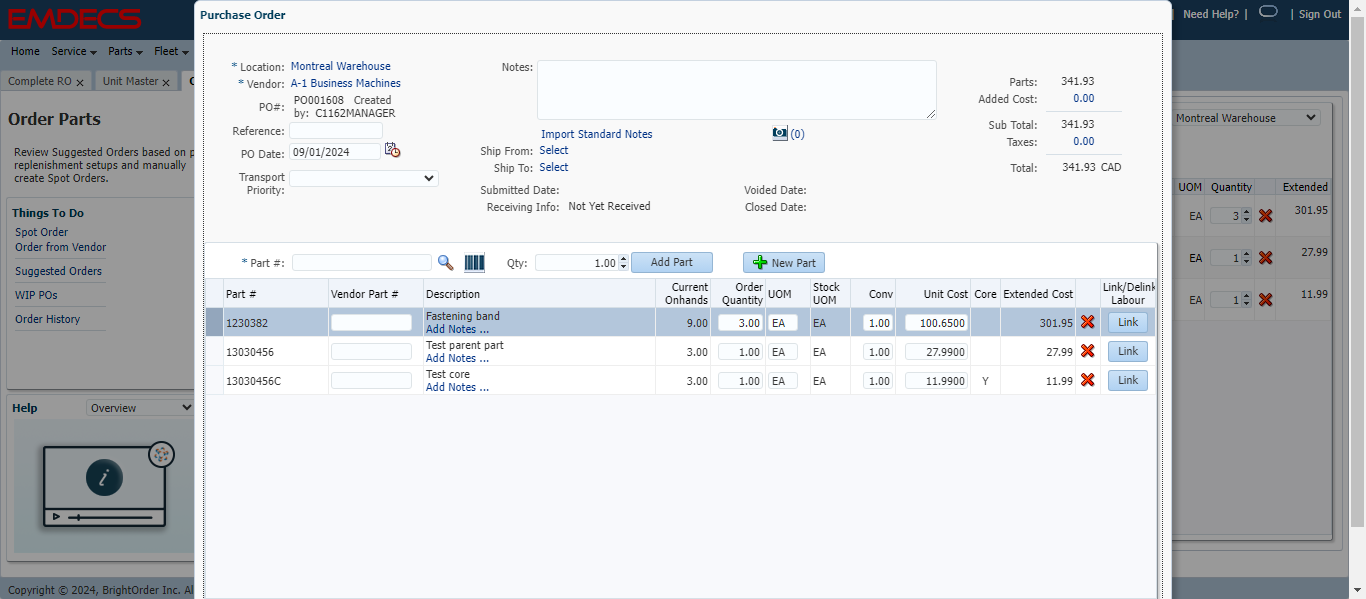 EMDECS
Need Help? |
| Sign Out
Home Service Parts Fleet
Complete RO x Unit Master x
Order Parts
Review Suggested Orders based on
replenishment setups and manually
create Spot Orders.
Things To Do
Spot Order
Order from Vendor
Suggested Orders
WIP POs
Order History
Help Overview
Copyright © 2024, BrightOrder Inc.
Purchase Order
* Location: Montreal Warehouse
* Vendor: A-1 Business Machines
PO#: PO001608 Created
by: C1162MANAGER
Reference:
PO Date: 09/01/2024
Transport
Priority:
Notes:
Import Standard Notes (0)
Ship From: Select
Ship To: Select
Submitted Date: Voided Date:
Receiving Info: Not Yet Received Closed Date:
Parts: 341.93
Added Cost: 0.00
Sub Total: 341.93
Taxes: 0.00
Total: 341.93 CAD
* Part #: Qty: 1.00 Add Part New Part
Part # Vendor Part # Description Current Onhands Order Quantity UOM Stock UOM Conv Unit Cost Core Extended Cost Link/Delink Labour
1230382 Fastening band 9.00 3.00 EA EA 1.00 100.6500 301.95 Link
Add Notes ...
13030456 Test parent part 3.00 1.00 EA EA 1.00 27.9900 27.99 Link
Add Notes ...
13030456C Test core 3.00 1.00 EA EA 1.00 11.9900 Y 11.99 Link
Add Notes ...
Montreal Warehouse
UOM Quantity Extended
EA 3 301.95
EA 1 27.99
EA 1 11.99